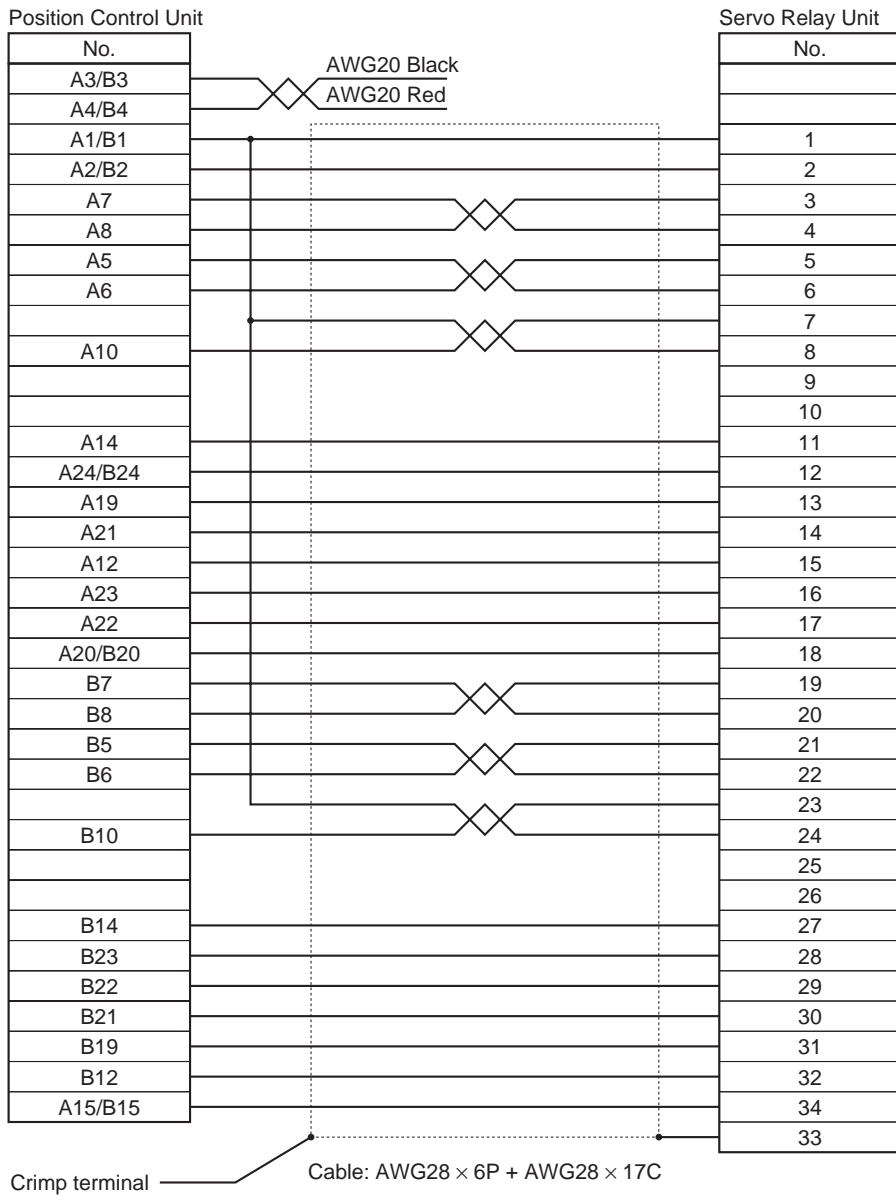 Position Control Unit Servo Relay Unit
No. No.
A3/B3 AWG20 Black
A4/B4 AWG20 Red
A1/B1 1
A2/B2 2
A7 3
A8 4
A5 5
A6 6
7
A10 8
9
10
A14 11
A24/B24 12
A19 13
A21 14
A12 15
A23 16
A22 17
A20/B20 18
B7 19
B8 20
B5 21
B6 22
23
B10 24
25
26
B14 27
B23 28
B22 29
B21 30
B19 31
B12 32
A15/B15 34
33
Crimp terminal Cable: AWG28 × 6P + AWG28 × 17C